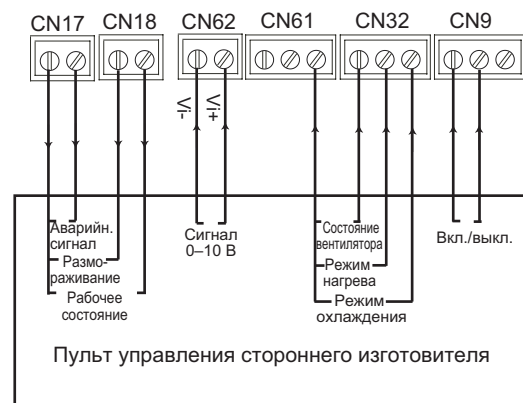 CN17 CN18 CN62 CN61 CN32 CN9
Vi-
Vi+
Аварийн.
сигнал
Размо-
раживание
Рабочее
состояние
Сигнал
0–10 В
Состояние
вентилятора
Режим
нагрева
Режим
охлаждения
Вкл./выкл.
Пульт управления стороннего изготовителя